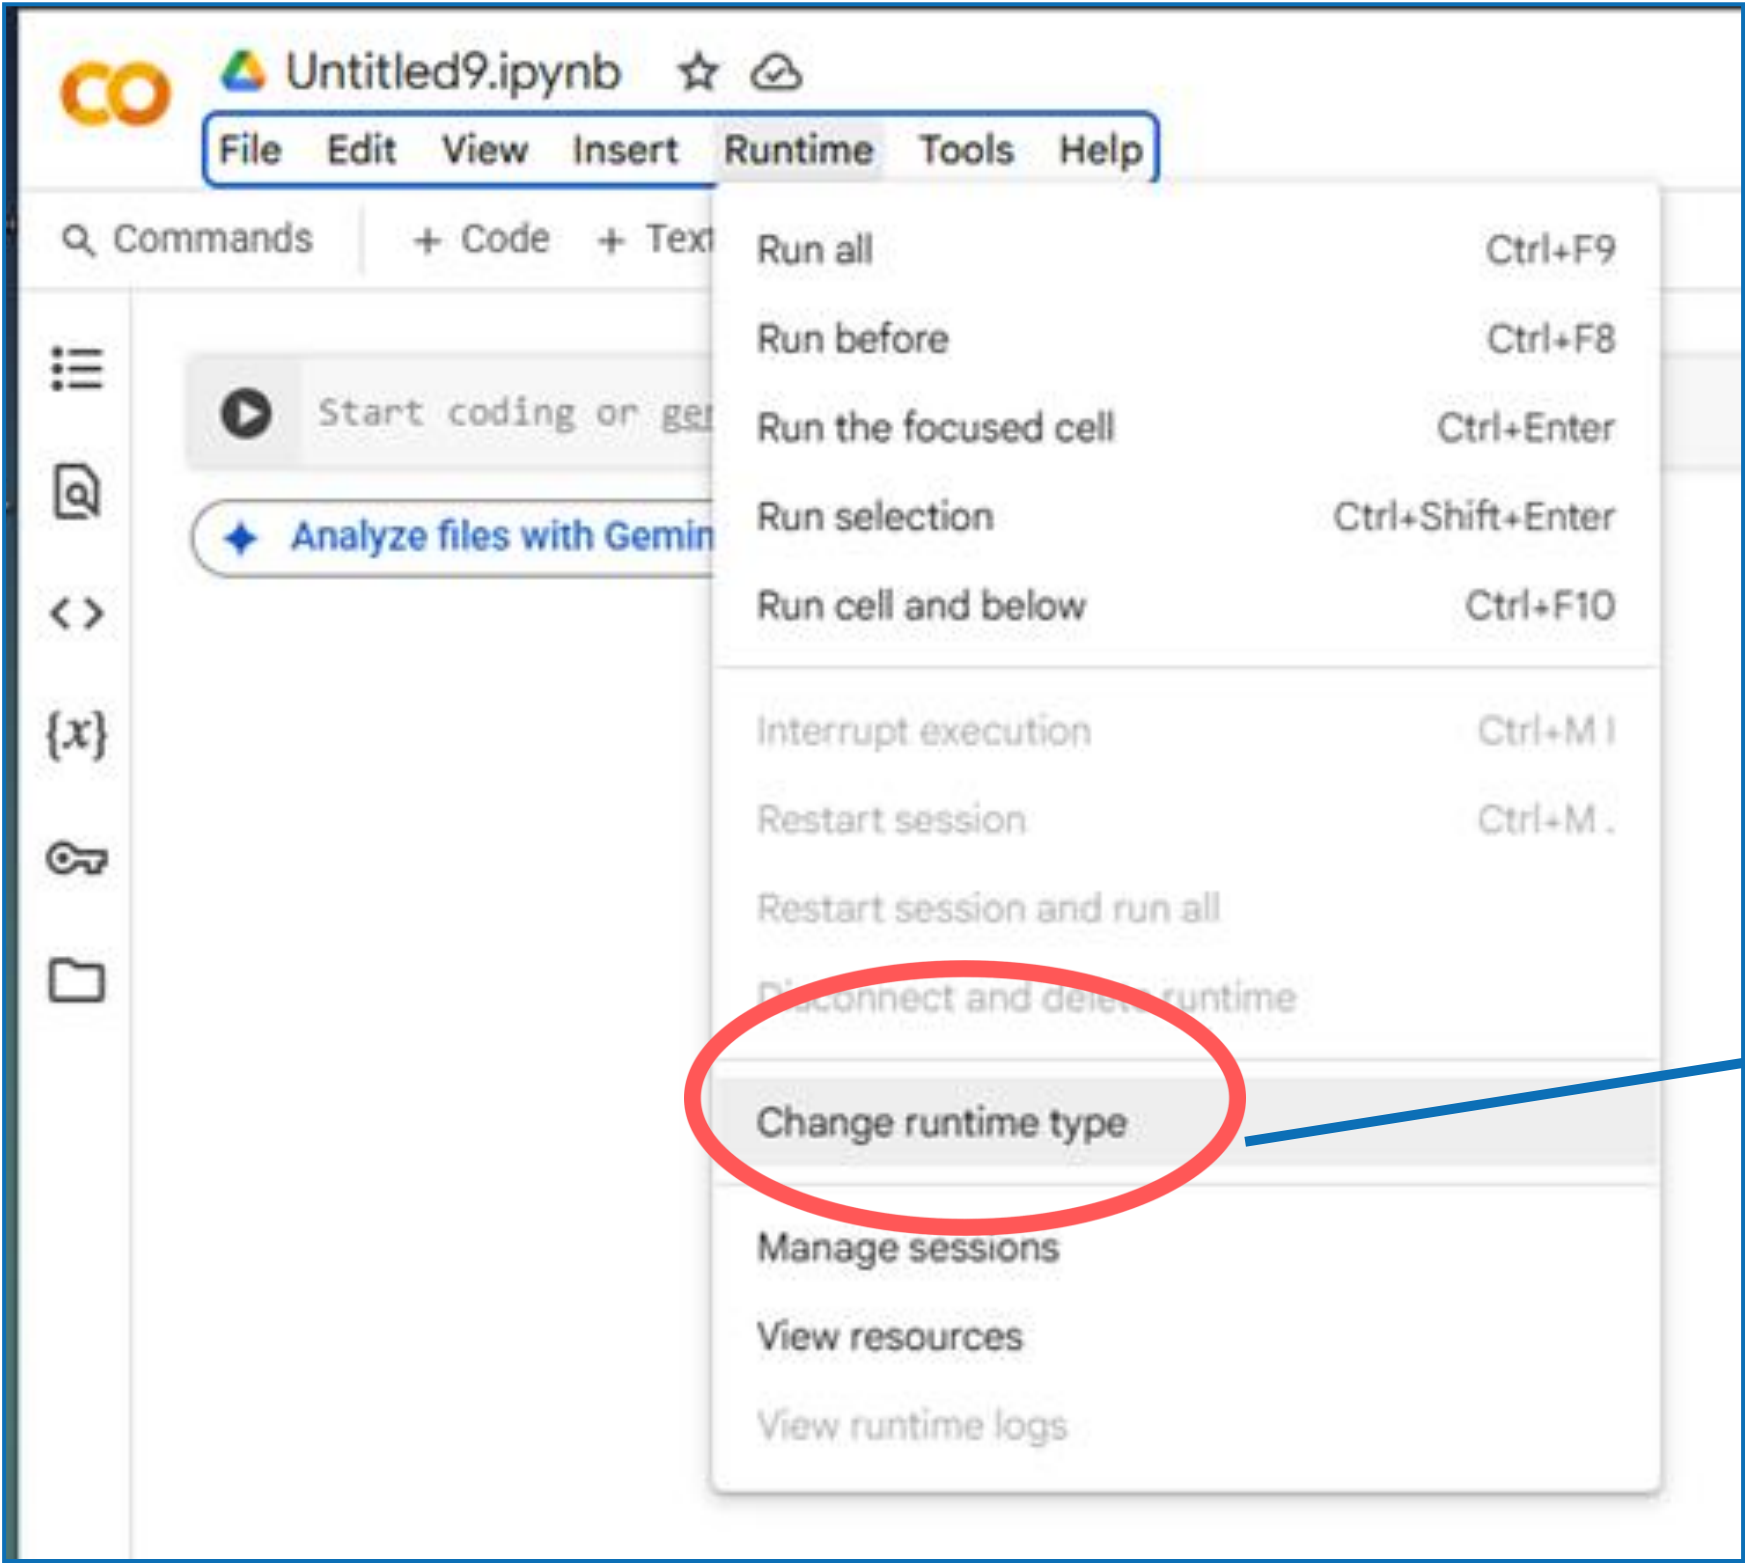 CO
Untitled9.ipynb
File Edit View Insert Runtime Tools Help
Commands + Code + Text
Start coding or
Analyze files with
Run all Ctrl+F9
Run before Ctrl+F8
Run the focused cell Ctrl+Enter
Run selection Ctrl+Shift+Enter
Run cell and below Ctrl+F10
Interrupt execution Ctrl+M I
Restart session Ctrl+M .
Restart session and run all
Disconnect and delete runtime
Change runtime type
Manage sessions
View resources
View runtime logs
{x}